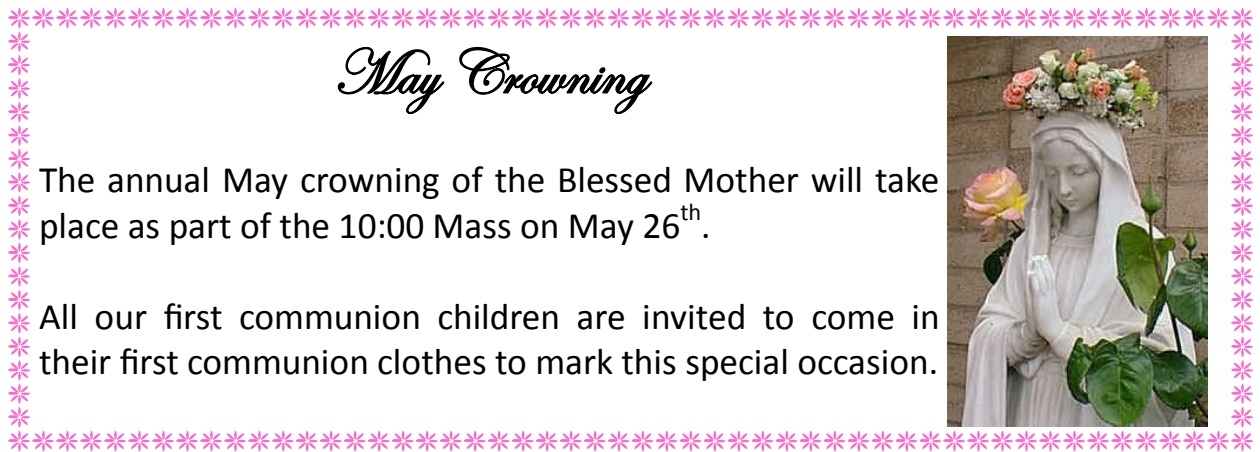 May Crowning
The annual May crowning of the Blessed Mother will take
place as part of the 10:00 Mass on May 26th.
All our first communion children are invited to come in
their first communion clothes to mark this special occasion.